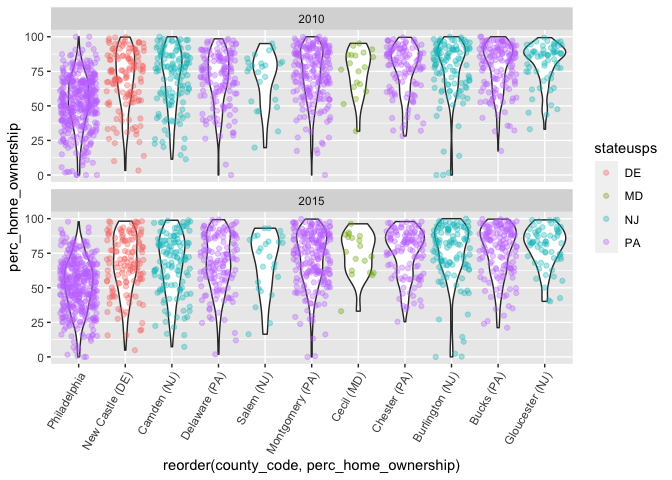 2010
100
75
50
25
0
2015
100
75
50
25
0
perc_home_ownership
Philadelphia
New Castle (DE)
Camden (NJ)
Delaware (PA)
Salem (NJ)
Montgomery (PA)
Cecil (MD)
Chester (PA)
Burlington (NJ)
Bucks (PA)
Gloucester (NJ)
reorder(county_code, perc_home_ownership)
stateusps
DE
MD
NJ
PA